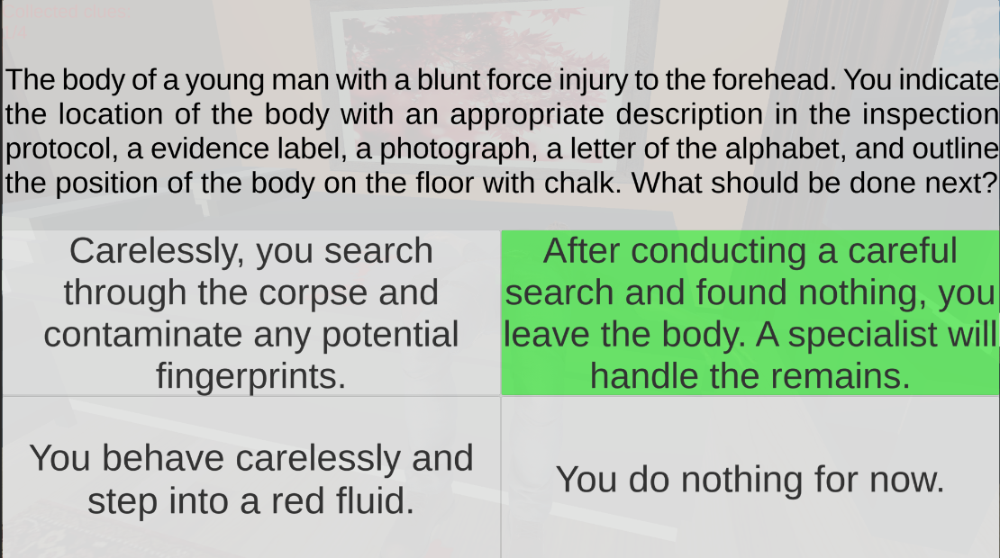 Collected clues:
The body of a young man with a blunt force injury to the forehead. You indicate
the location of the body with an appropriate description in the inspection
protocol, a evidence label, a photograph, a letter of the alphabet, and outline
the position of the body on the floor with chalk. What should be done next?
Carelessly, you search
through the corpse and
contaminate any potential
fingerprints.
After conducting a careful
search and found nothing, you
leave the body. A specialist will
handle the remains.
You behave carelessly and
step into a red fluid.
You do nothing for now.